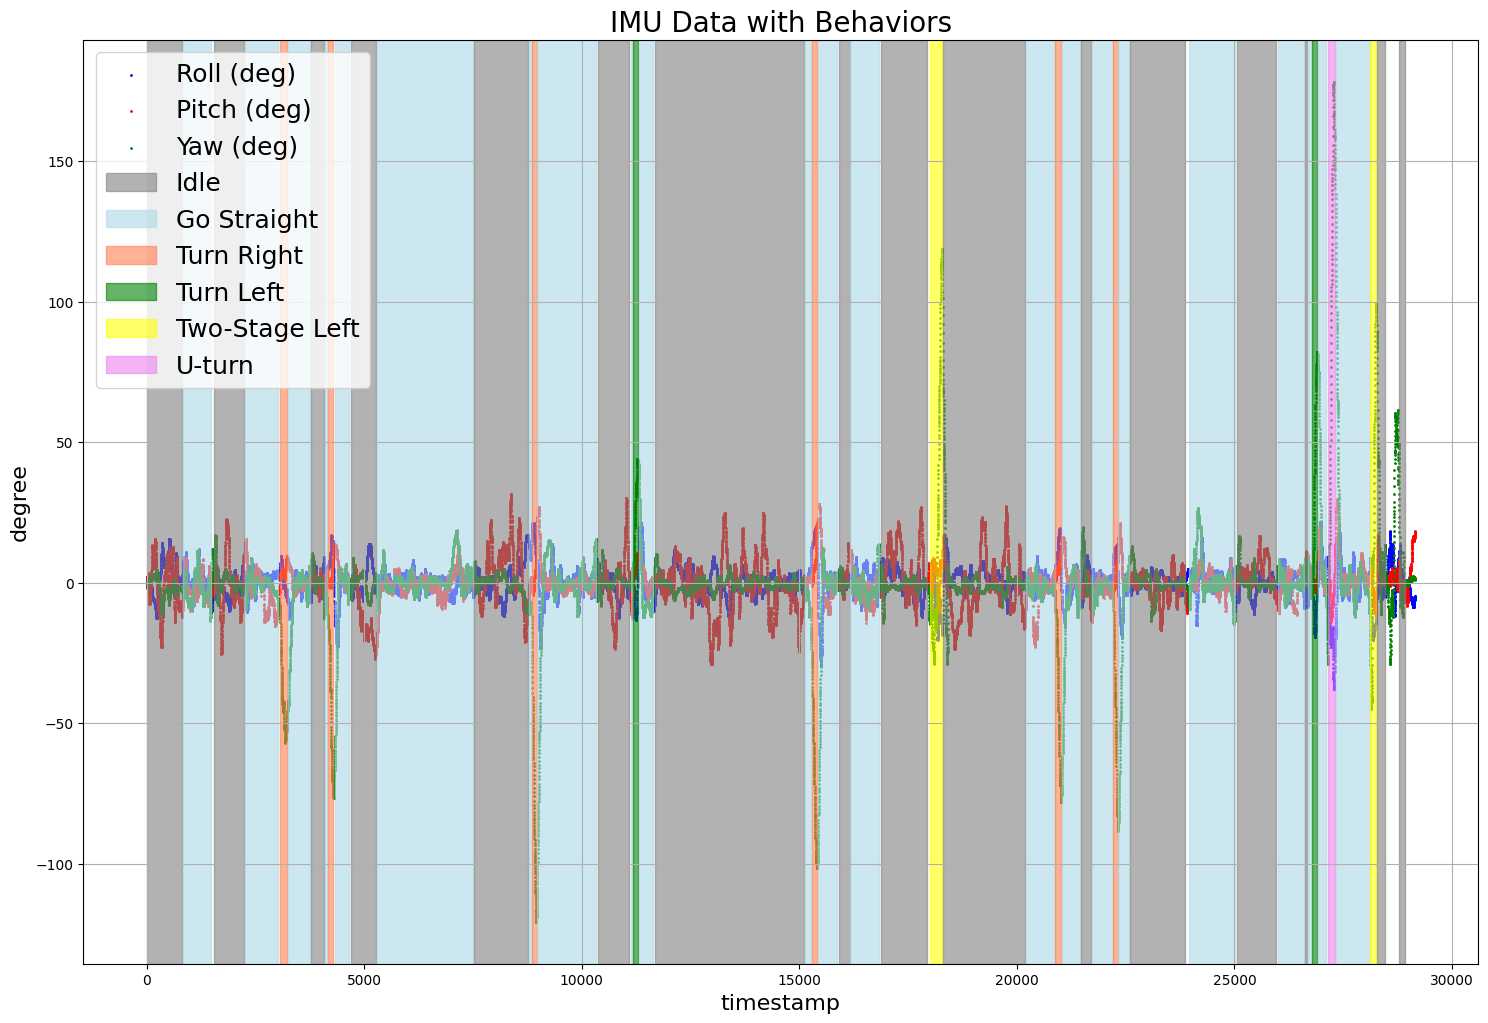 IMU Data with Behaviors
Roll (deg)
Pitch (deg)
Yaw (deg)
Idle
Go Straight
Turn Right
Turn Left
Two-Stage Left
U-turn
degree
150
100
50
0
−50
−100
0 5000 10000 15000 20000 25000 30000
timestamp